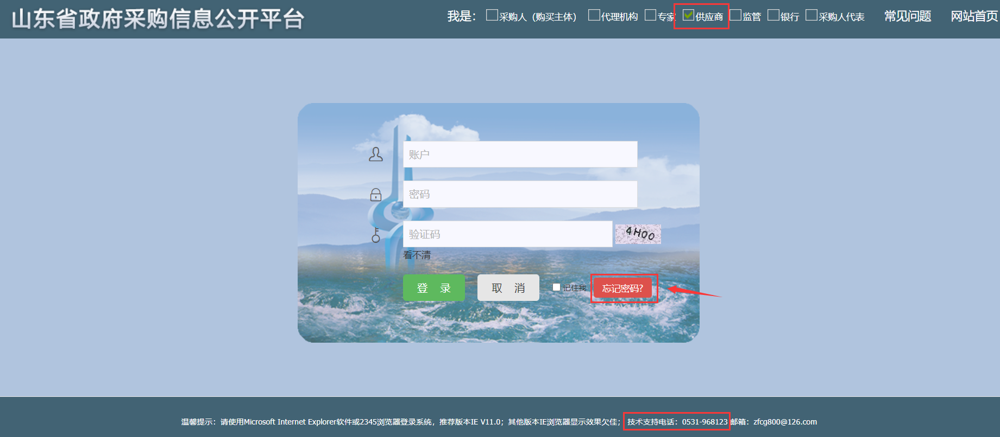 山东省政府采购信息公开平台
我是： 采购人（购买主体） 代理机构 专家 供应商 监管 银行 采购人代表 常见问题 网站首页
账户
密码
验证码 4H00
看不清
登 录 取 消 记住我 忘记密码?
温馨提示：请使用Microsoft Internet Explorer软件或2345浏览器登录系统，推荐版本IE V11.0；其他版本IE浏览器显示效果欠佳； 技术支持电话：0531-968123 邮箱：zfcg800@126.com